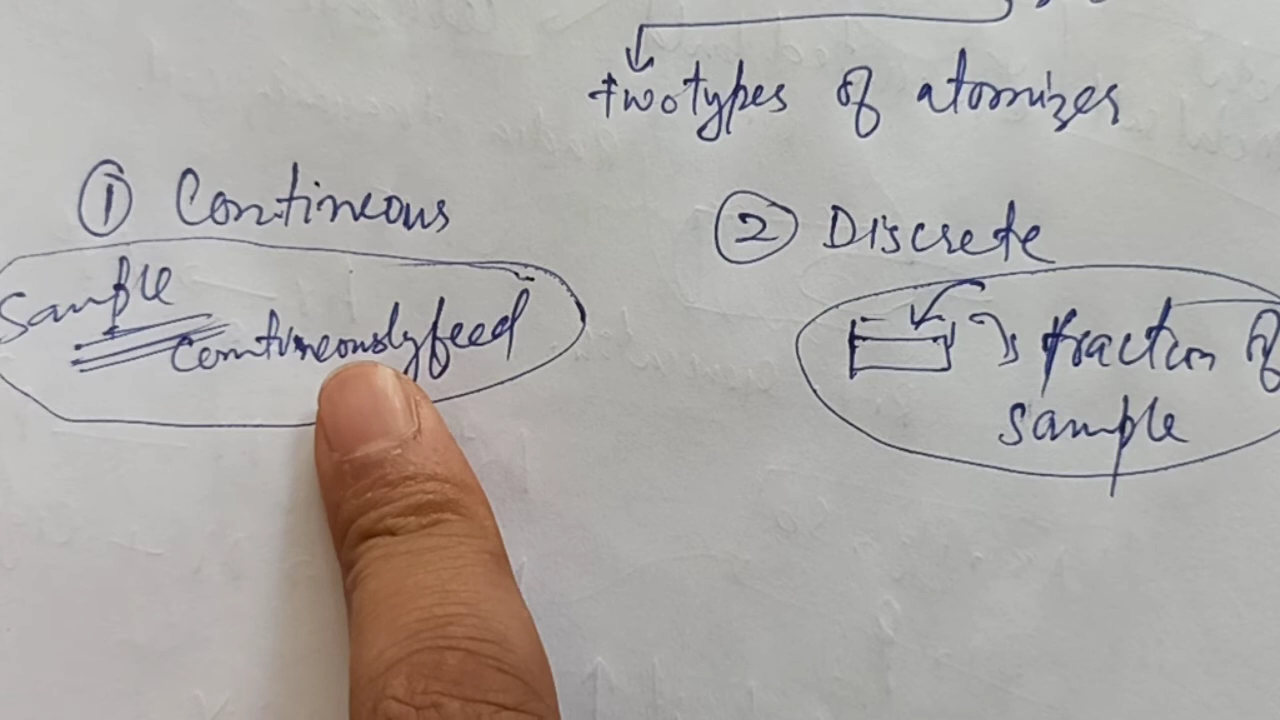 two types of atomizes
① Contineous
Sample
contineously feed
② Discrete
fraction of
sample